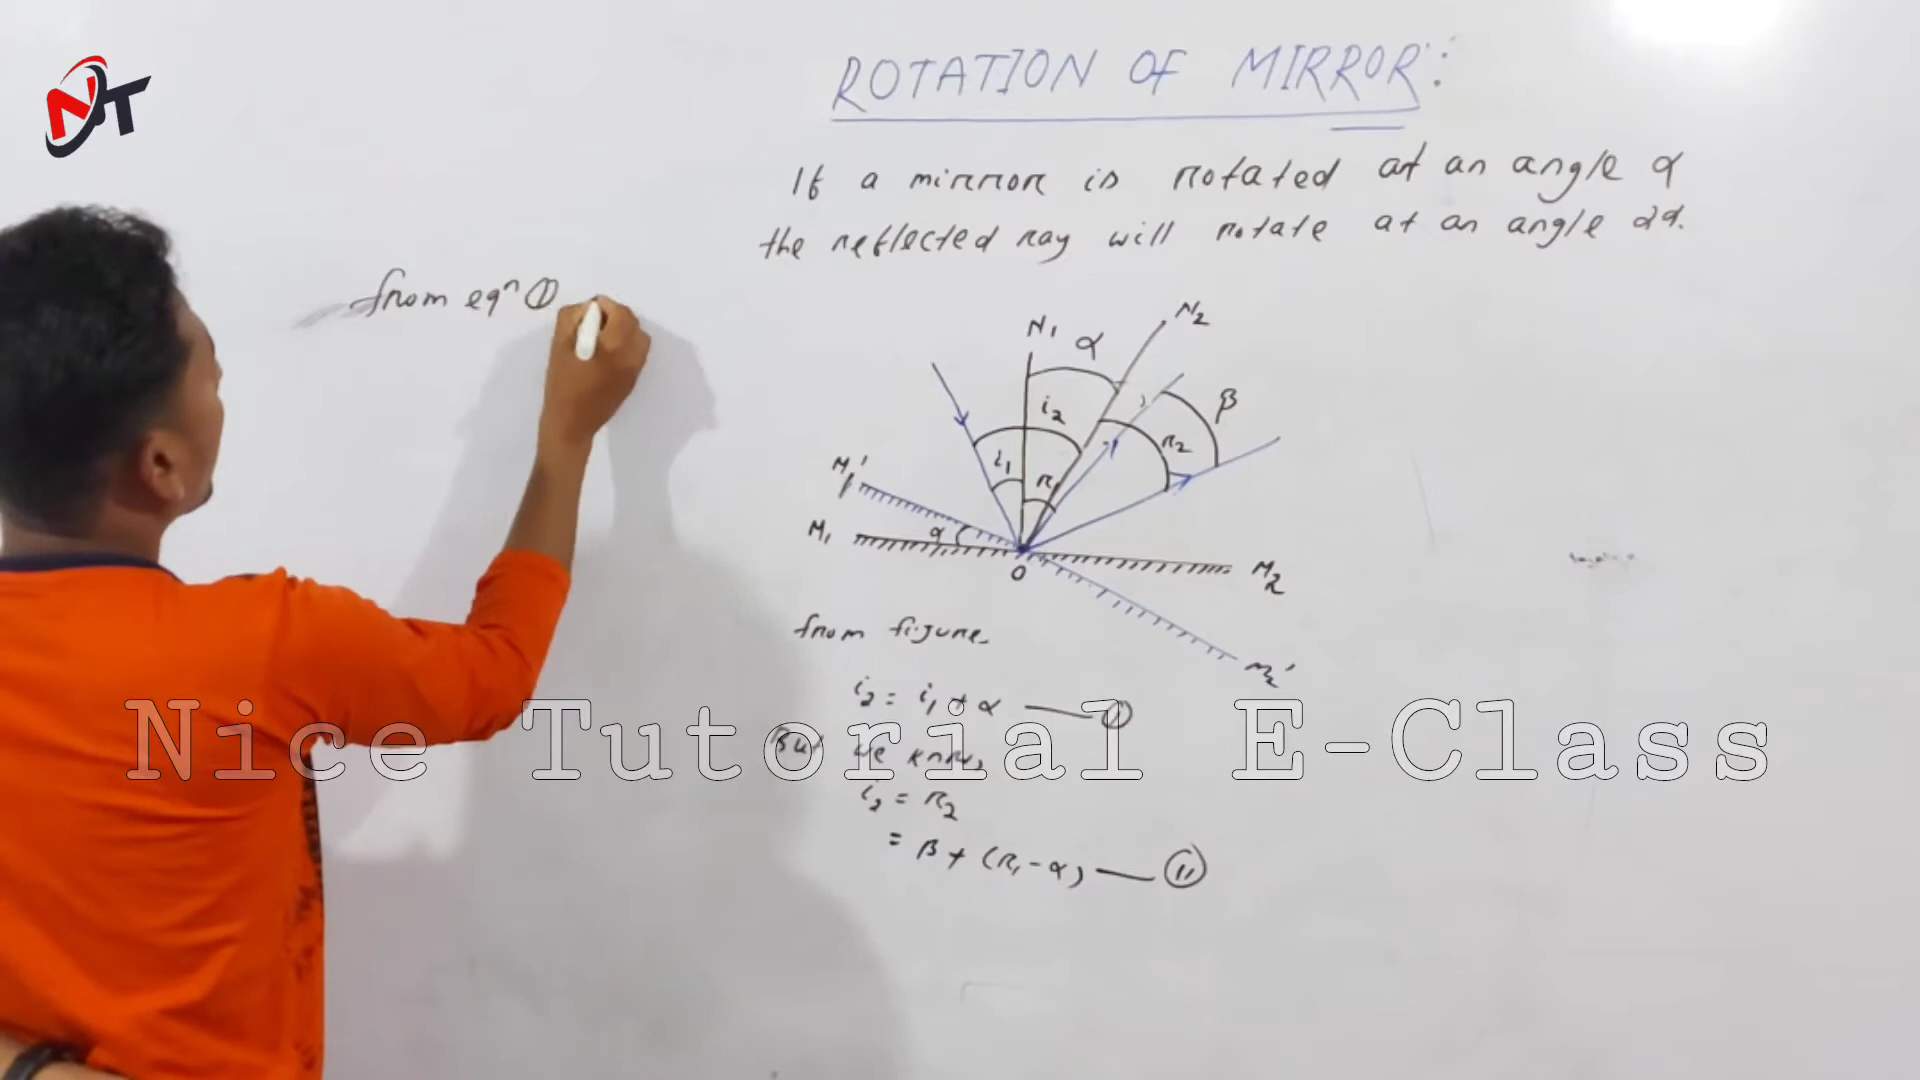 NT
ROTATION OF MIRROR:
If a mirror is rotated at an angle α
the reflected ray will rotate at an angle 2α.
from eqⁿ ①
N₁ α N₂
i₂ β
i₁ R₁ R₂
M₁'
M₁ α
O M₂
M₂'
from figure-
i₂ = i₁ + α —— ①
But we know,
i₂ = R₂
= β + (R₁ - α) —— ⑪
Nice Tutorial E-Class